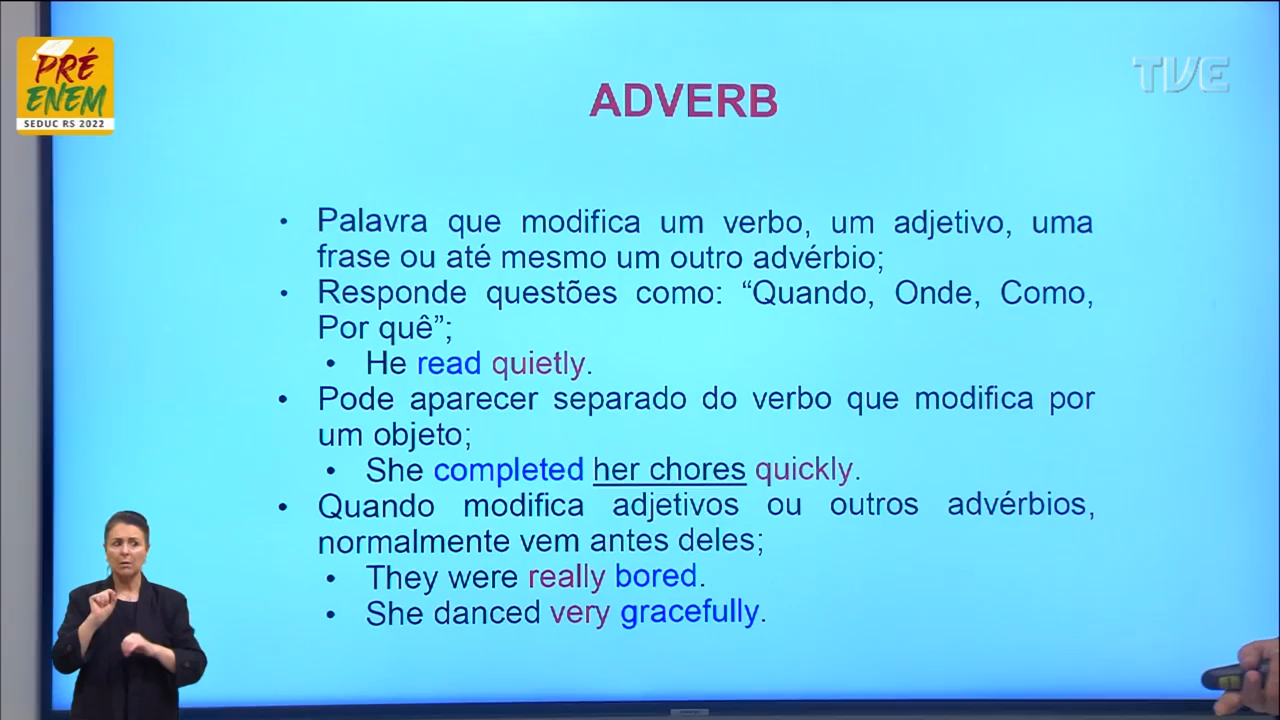 PRÉ
ENEM
SEDUC RS 2022
TVE
ADVERB
• Palavra que modifica um verbo, um adjetivo, uma
frase ou até mesmo um outro advérbio;
• Responde questões como: “Quando, Onde, Como,
Por quê”;
• He read quietly.
• Pode aparecer separado do verbo que modifica por
um objeto;
• She completed her chores quickly.
• Quando modifica adjetivos ou outros advérbios,
normalmente vem antes deles;
• They were really bored.
• She danced very gracefully.